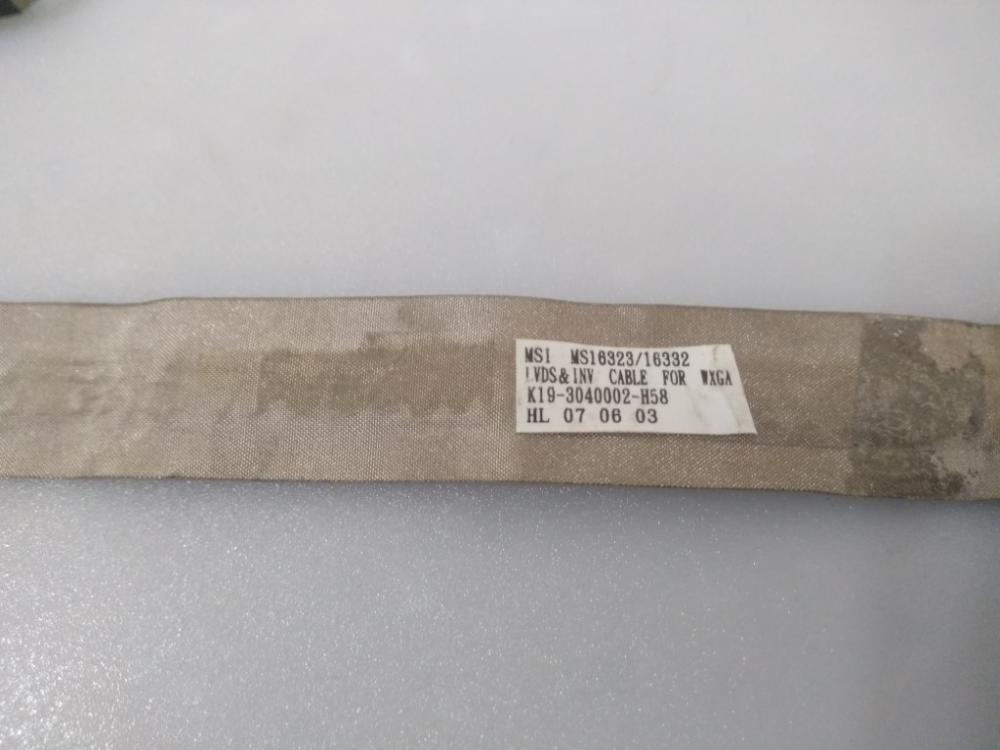 MSI MS16323/16332
LVDS&INV CABLE FOR WXGA
K19-3040002-H58
HL 07 06 03